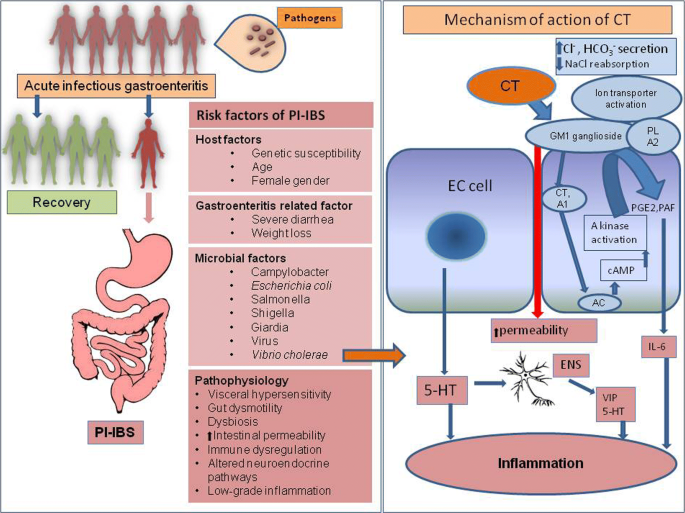 Pathogens
Acute infectious gastroenteritis
Recovery
PI-IBS
Risk factors of PI-IBS
Host factors
• Genetic susceptibility
• Age
• Female gender
Gastroenteritis related factor
• Severe diarrhea
• Weight loss
Microbial factors
• Campylobacter
• Escherichia coli
• Salmonella
• Shigella
• Giardia
• Virus
• Vibrio cholerae
Pathophysiology
• Visceral hypersensitivity
• Gut dysmotility
• Dysbiosis
• ⬆Intestinal permeability
• Immune dysregulation
• Altered neuroendocrine
pathways
• Low-grade inflammation
Mechanism of action of CT
⬆Cl⁻, HCO₃⁻ secretion
⬇NaCl reabsorption
CT
Ion transporter
activation
GM1 ganglioside
PL
A2
EC cell
CT,
A1
PGE2,PAF
A kinase
activation
cAMP
AC
⬆permeability
IL-6
5-HT
ENS
VIP
5-HT
Inflammation